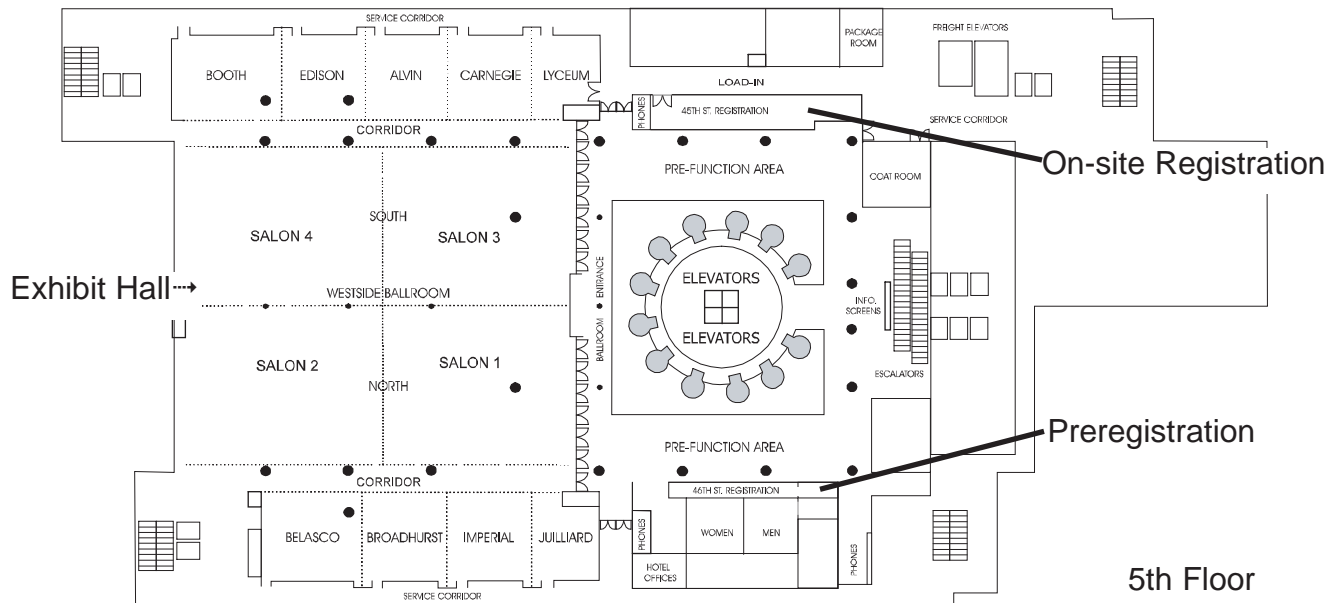 SERVICE CORRIDOR
PACKAGE
ROOM
FREIGHT ELEVATORS
BOOTH
EDISON
ALVIN
CARNEGIE
LYCEUM
LOAD-IN
PHONES
45TH ST. REGISTRATION
SERVICE CORRIDOR
CORRIDOR
On-site Registration
PRE-FUNCTION AREA
COAT ROOM
SOUTH
SALON 4
SALON 3
Exhibit Hall
WESTSIDE BALLROOM
BALLROOM ENTRANCE
ELEVATORS
ELEVATORS
INFO.
SCREENS
SALON 2
SALON 1
NORTH
ESCALATORS
Preregistration
PRE-FUNCTION AREA
CORRIDOR
46TH ST. REGISTRATION
BELASCO
BROADHURST
IMPERIAL
JUILLIARD
PHONES
WOMEN
MEN
PHONES
HOTEL
OFFICES
SERVICE CORRIDOR
5th Floor